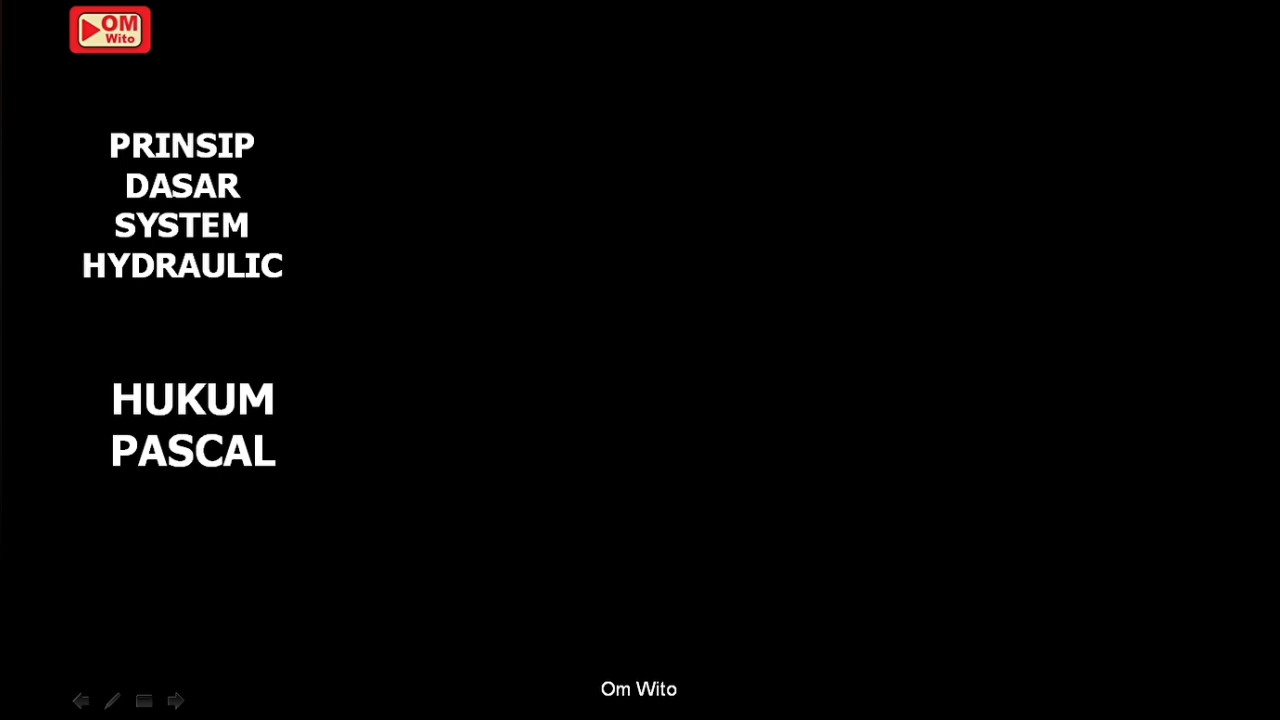 OM
Wito
PRINSIP
DASAR
SYSTEM
HYDRAULIC
HUKUM
PASCAL
Om Wito